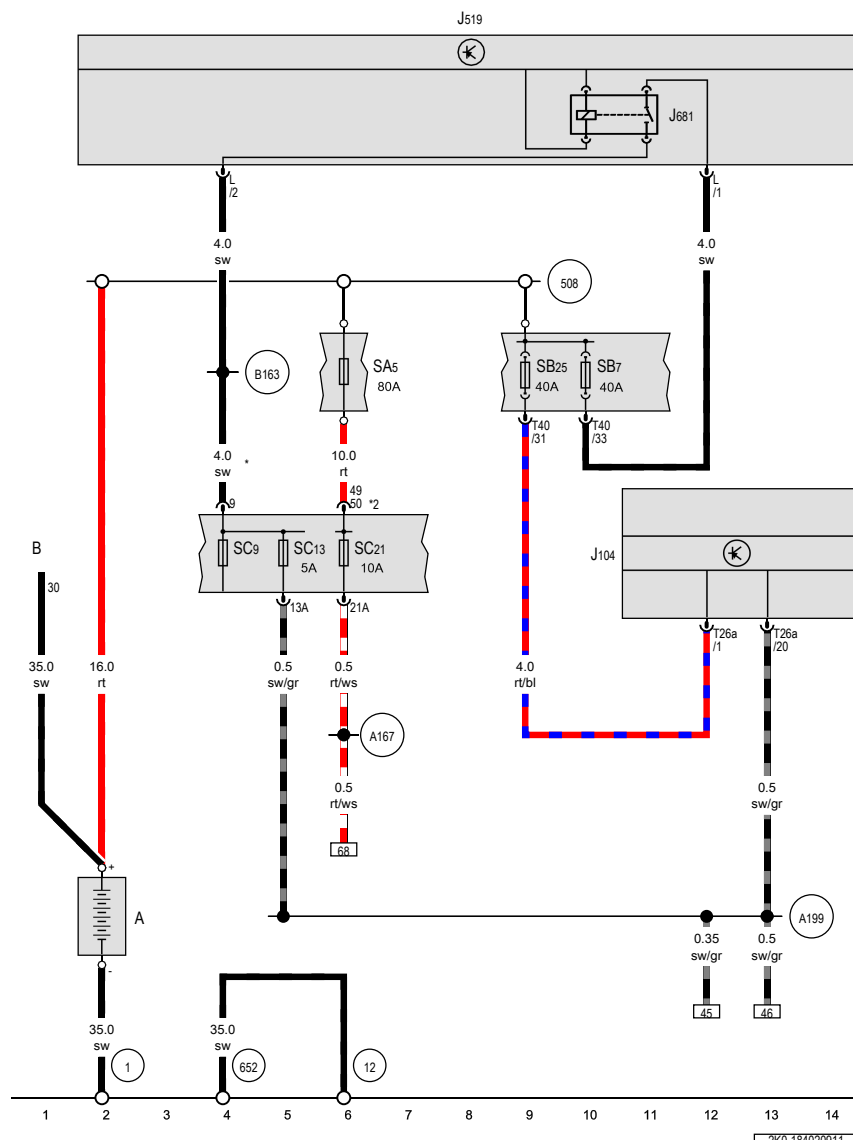 J519
J681
L
/2
L
/1
4.0
sw
4.0
sw
508
B163
SA5
80A
SB25
40A
SB7
40A
T40
/31
T40
/33
4.0
sw
*
10.0
rt
9
49
50
*2
SC9
SC13
5A
SC21
10A
J104
B
30
13A
21A
T26a
/1
T26a
/20
35.0
sw
16.0
rt
0.5
sw/gr
0.5
rt/ws
4.0
rt/bl
A167
0.5
rt/ws
0.5
sw/gr
68
+
A
-
A199
0.35
sw/gr
0.5
sw/gr
45
46
35.0
sw
1
35.0
sw
652
12
1 2 3 4 5 6 7 8 9 10 11 12 13 14
2K0-184020911